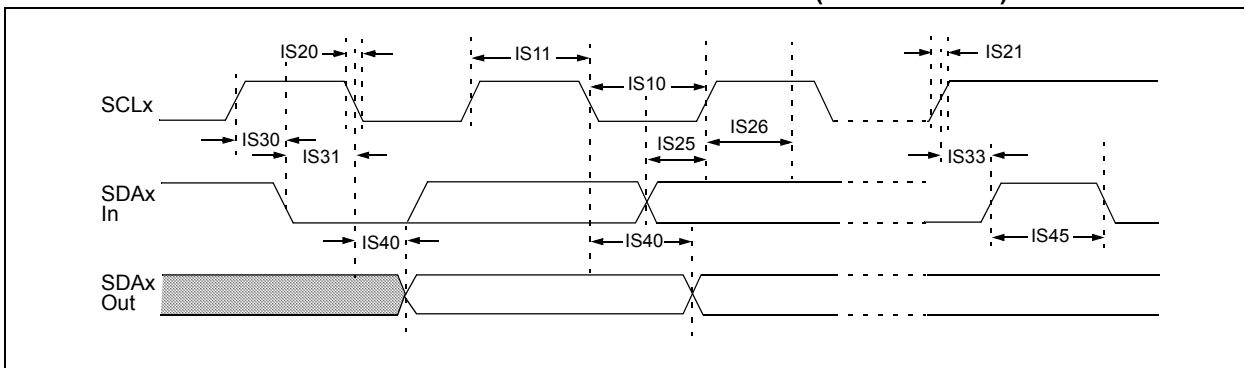 IS20
IS11
IS21
IS10
SCLx
IS30
IS26
IS31
IS25
IS33
SDAx
In
IS40
IS40
IS45
SDAx
Out